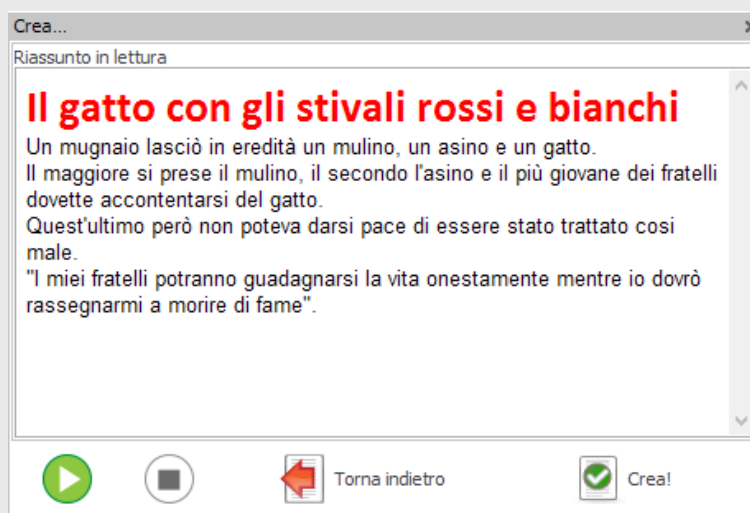 Crea...
Riassunto in lettura
Il gatto con gli stivali rossi e bianchi
Un mugnaio lasciò in eredità un mulino, un asino e un gatto.
Il maggiore si prese il mulino, il secondo l'asino e il più giovane dei fratelli
dovette accontentarsi del gatto.
Quest'ultimo però non poteva darsi pace di essere stato trattato cosi
male.
"I miei fratelli potranno guadagnarsi la vita onestamente mentre io dovrò
rassegnarmi a morire di fame".
Torna indietro
Crea!